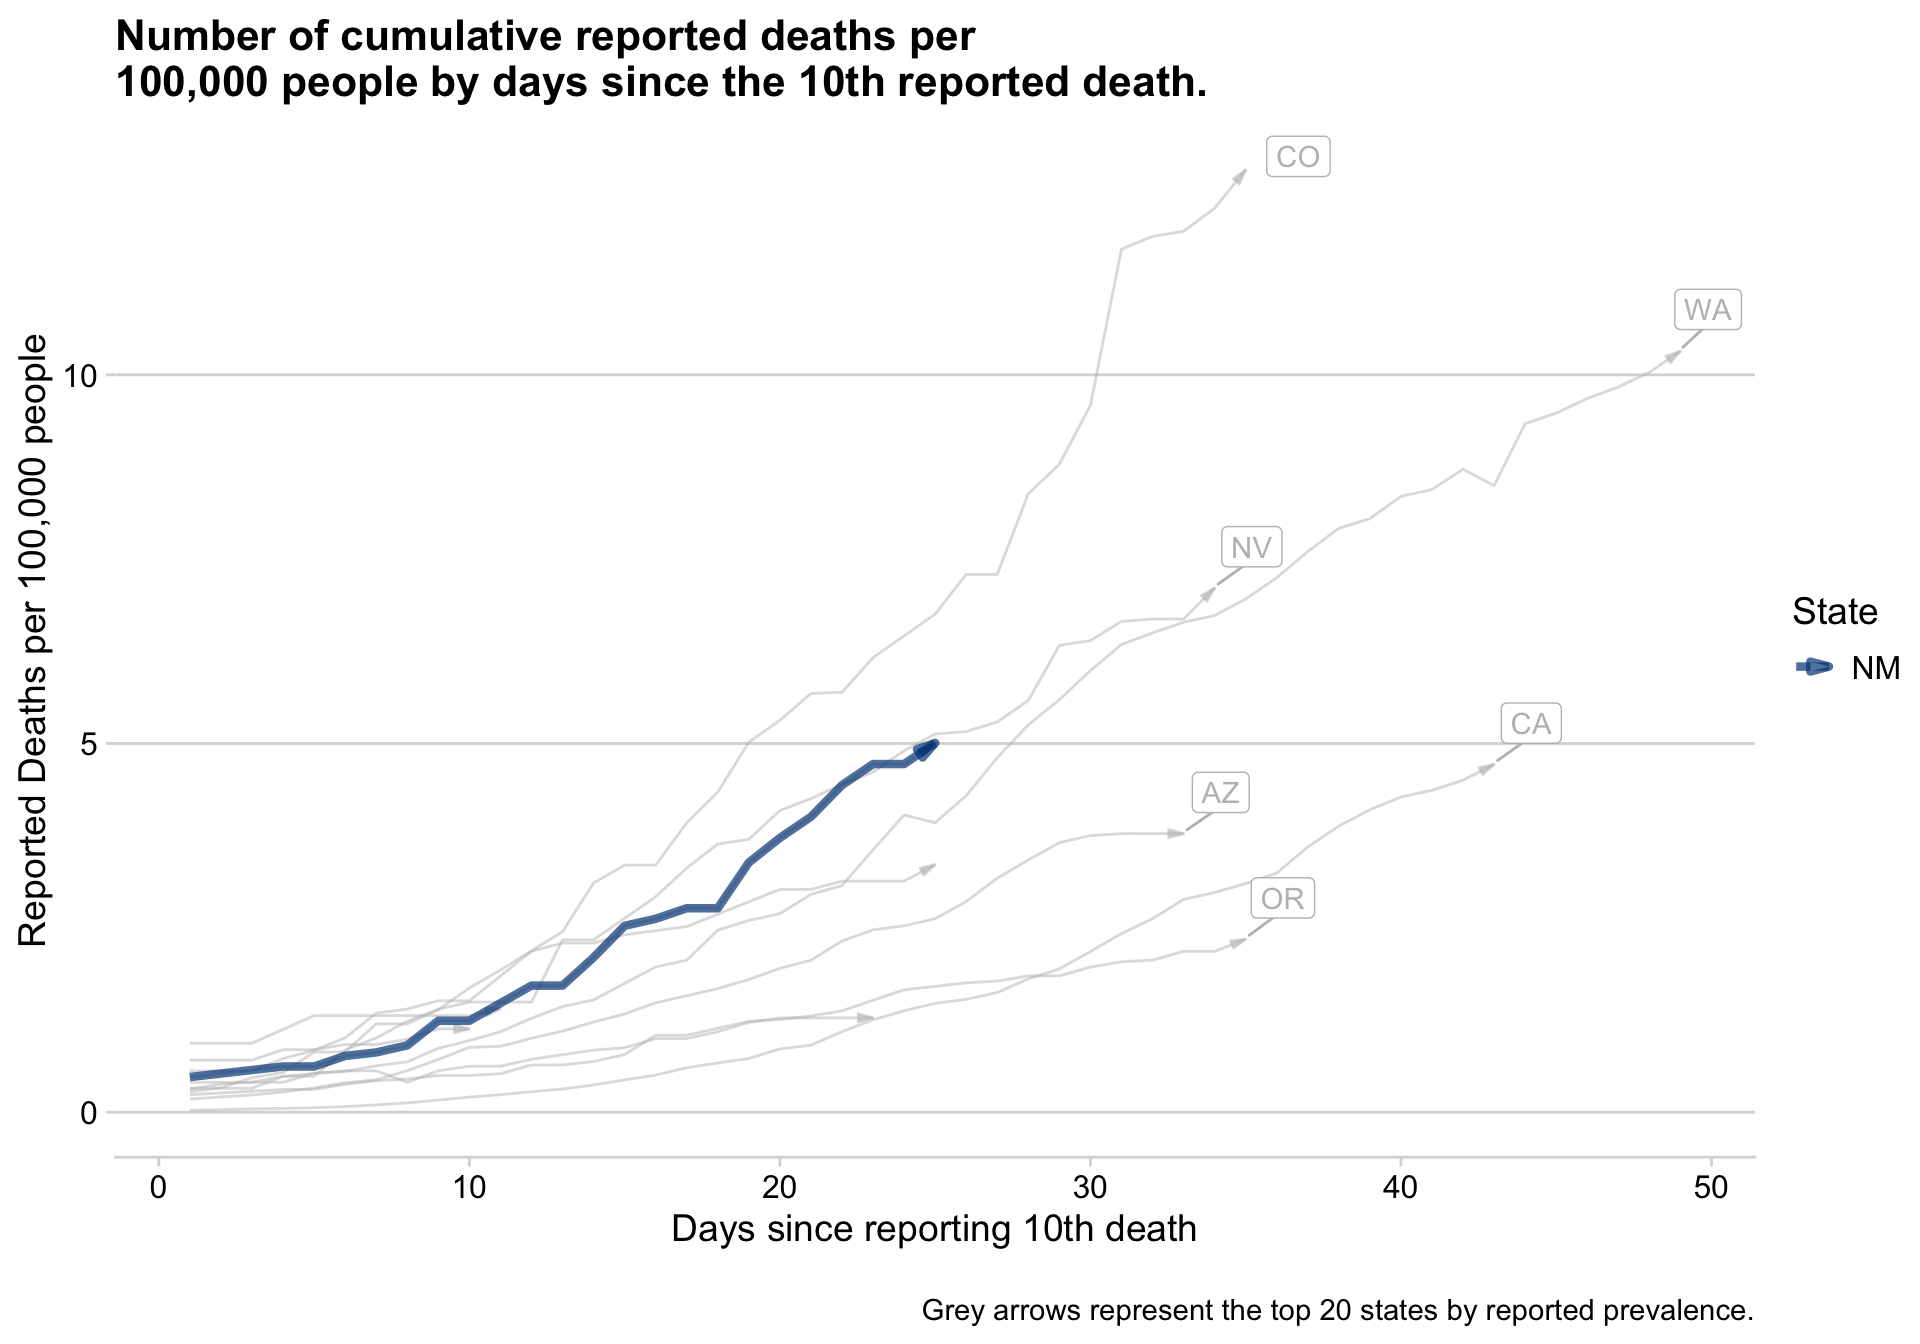 Number of cumulative reported deaths per
100,000 people by days since the 10th reported death.
CO
WA
10
NV
State
NM
CA
5
AZ
OR
0
Reported Deaths per 100,000 people
0 10 20 30 40 50
Days since reporting 10th death
Grey arrows represent the top 20 states by reported prevalence.